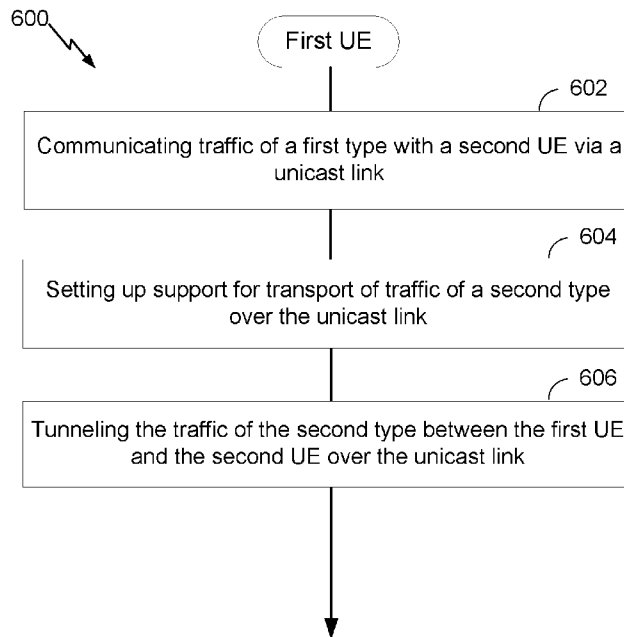 600
First UE
602
Communicating traffic of a first type with a second UE via a
unicast link
604
Setting up support for transport of traffic of a second type
over the unicast link
606
Tunneling the traffic of the second type between the first UE
and the second UE over the unicast link